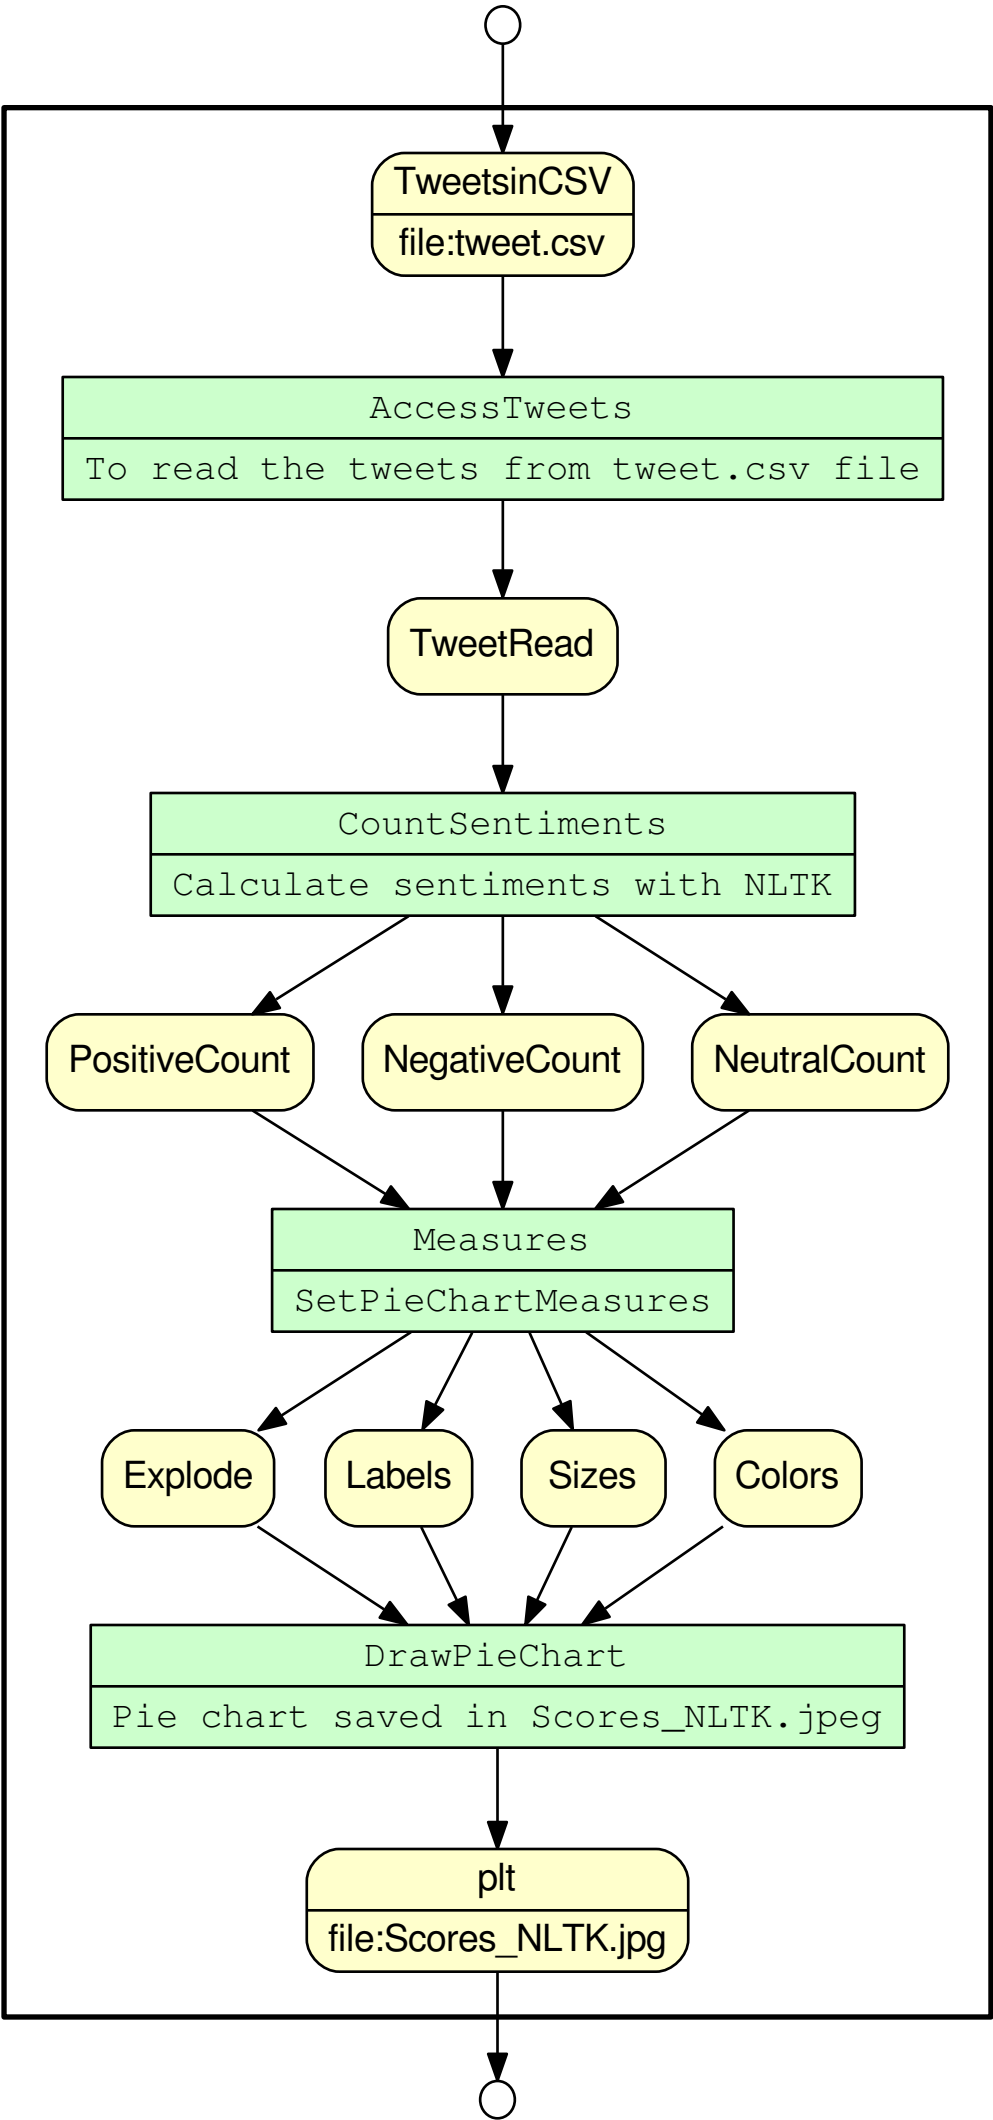 TweetsinCSV
file:tweet.csv
AccessTweets
To read the tweets from tweet.csv file
TweetRead
CountSentiments
Calculate sentiments with NLTK
PositiveCount NegativeCount NeutralCount
Measures
SetPieChartMeasures
Explode Labels Sizes Colors
DrawPieChart
Pie chart saved in Scores_NLTK.jpeg
plt
file:Scores_NLTK.jpg